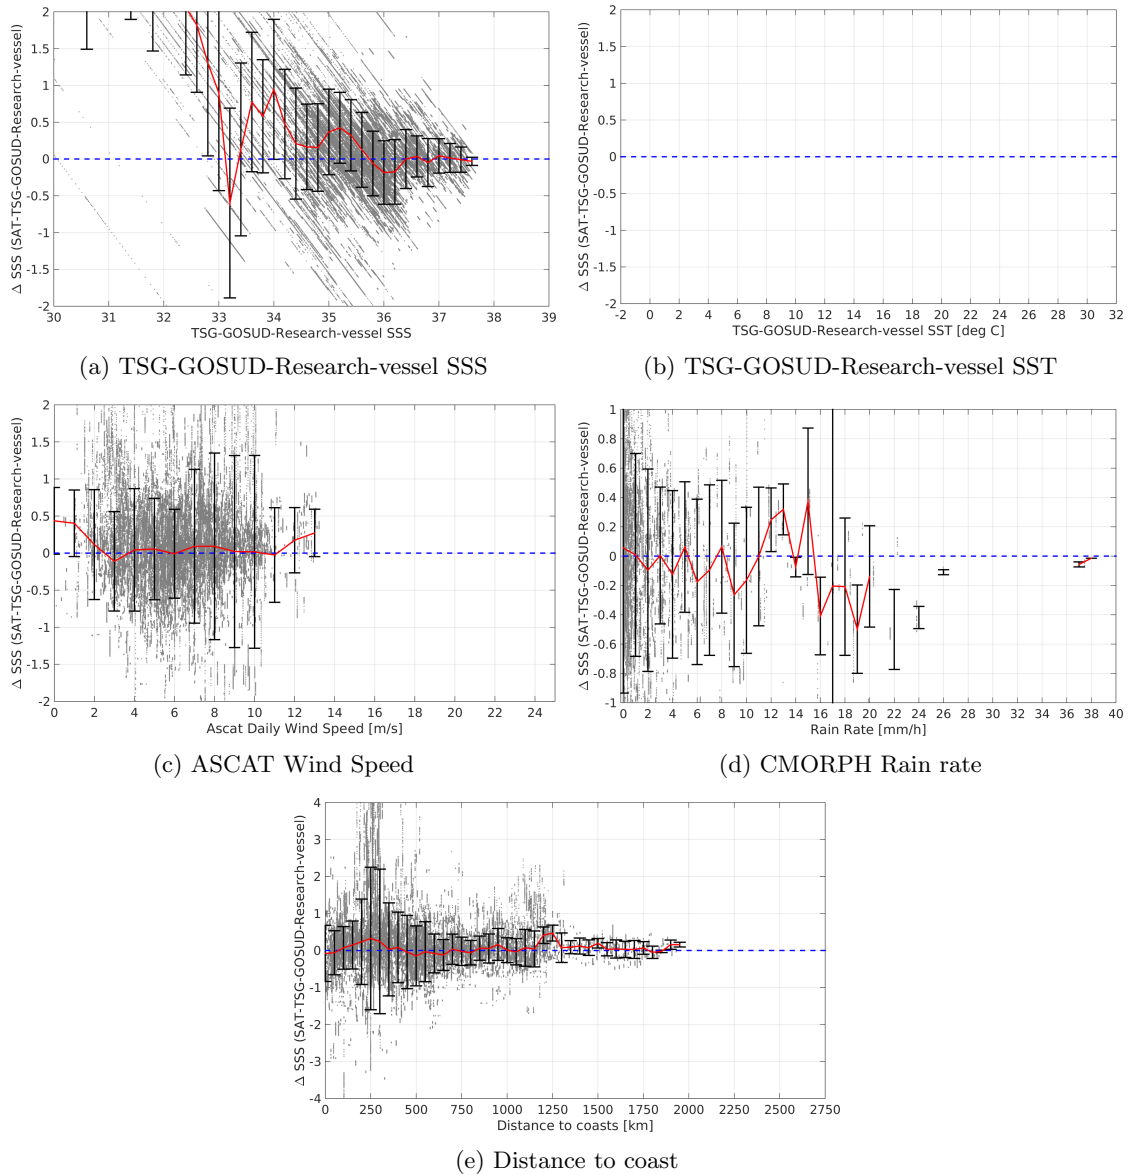 2
1.5
1
0.5
0
-0.5
-1
-1.5
-2
Δ SSS (SAT-TSG-GOSUD-Research-vessel)
30 31 32 33 34 35 36 37 38 39
TSG-GOSUD-Research-vessel SSS
(a) TSG-GOSUD-Research-vessel SSS
2
1.5
1
0.5
0
-0.5
-1
-1.5
-2
Δ SSS (SAT-TSG-GOSUD-Research-vessel)
-2 0 2 4 6 8 10 12 14 16 18 20 22 24 26 28 30 32
TSG-GOSUD-Research-vessel SST [deg C]
(b) TSG-GOSUD-Research-vessel SST
2
1.5
1
0.5
0
-0.5
-1
-1.5
-2
Δ SSS (SAT-TSG-GOSUD-Research-vessel)
0 2 4 6 8 10 12 14 16 18 20 22 24
Ascat Daily Wind Speed [m/s]
(c) ASCAT Wind Speed
1
0.8
0.6
0.4
0.2
0
-0.2
-0.4
-0.6
-0.8
-1
Δ SSS (SAT-TSG-GOSUD-Research-vessel)
0 2 4 6 8 10 12 14 16 18 20 22 24 26 28 30 32 34 36 38 40
Rain Rate [mm/h]
(d) CMORPH Rain rate
4
3
2
1
0
-1
-2
-3
-4
Δ SSS (SAT-TSG-GOSUD-Research-vessel)
0 250 500 750 1000 1250 1500 1750 2000 2250 2500 2750
Distance to coasts [km]
(e) Distance to coast